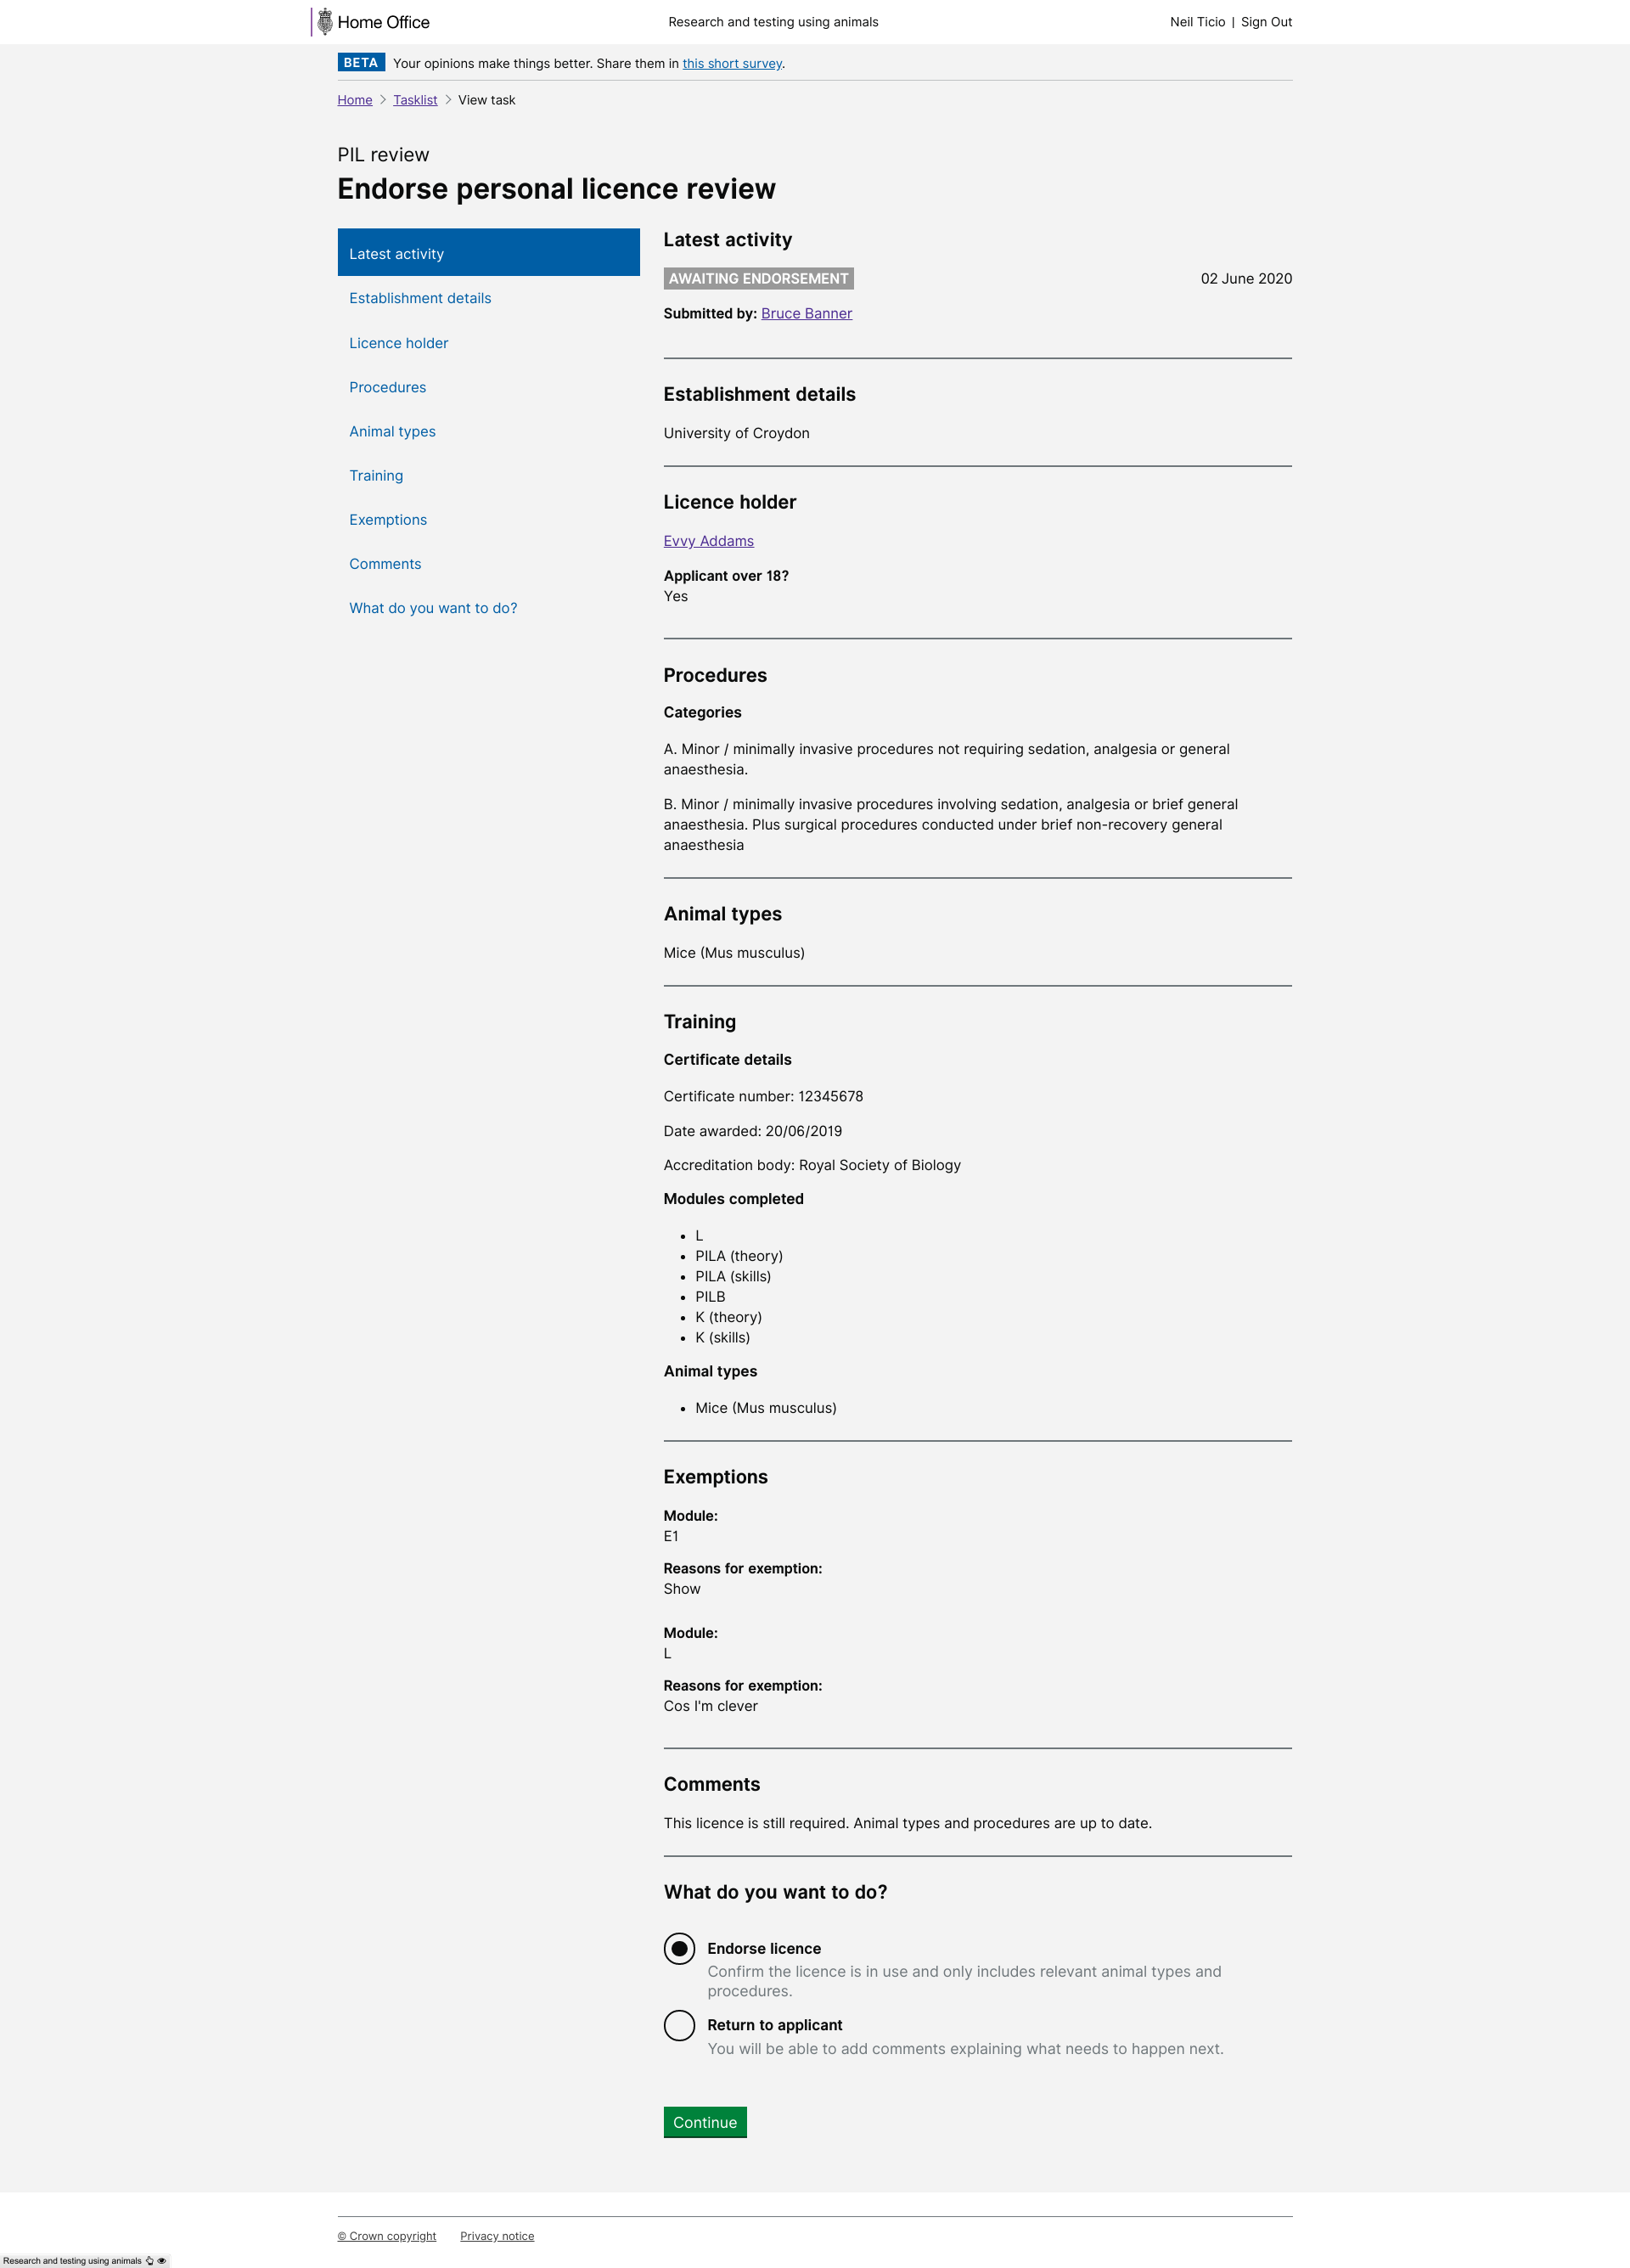 Home Office
Research and testing using animals
Neil Ticio | Sign Out
BETA Your opinions make things better. Share them in this short survey.
Home > Tasklist > View task
PIL review
Endorse personal licence review
Latest activity
Establishment details
Licence holder
Procedures
Animal types
Training
Exemptions
Comments
What do you want to do?
Latest activity
AWAITING ENDORSEMENT 02 June 2020
Submitted by: Bruce Banner
Establishment details
University of Croydon
Licence holder
Evvy Addams
Applicant over 18?
Yes
Procedures
Categories
A. Minor / minimally invasive procedures not requiring sedation, analgesia or general
anaesthesia.
B. Minor / minimally invasive procedures involving sedation, analgesia or brief general
anaesthesia. Plus surgical procedures conducted under brief non-recovery general
anaesthesia
Animal types
Mice (Mus musculus)
Training
Certificate details
Certificate number: 12345678
Date awarded: 20/06/2019
Accreditation body: Royal Society of Biology
Modules completed
• L
• PILA (theory)
• PILA (skills)
• PILB
• K (theory)
• K (skills)
Animal types
• Mice (Mus musculus)
Exemptions
Module:
E1
Reasons for exemption:
Show
Module:
L
Reasons for exemption:
Cos I'm clever
Comments
This licence is still required. Animal types and procedures are up to date.
What do you want to do?
Endorse licence
Confirm the licence is in use and only includes relevant animal types and
procedures.
Return to applicant
You will be able to add comments explaining what needs to happen next.
Continue
© Crown copyright Privacy notice
Research and testing using animals